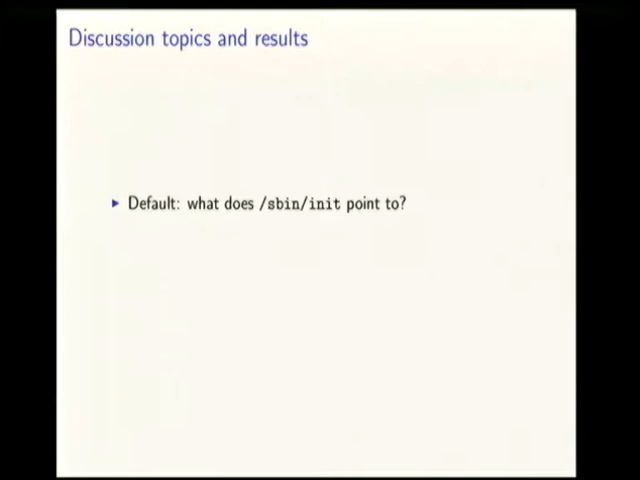 Discussion topics and results
Default: what does /sbin/init point to?